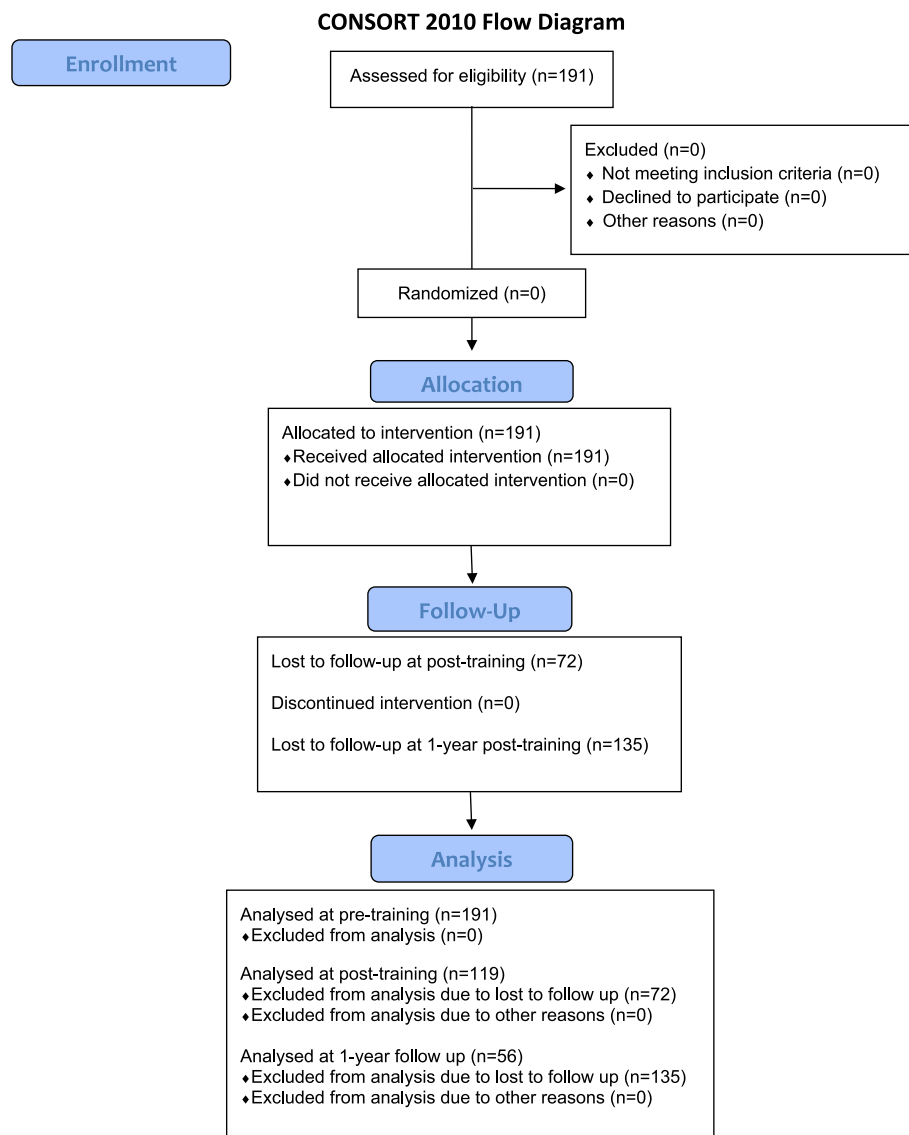 CONSORT 2010 Flow Diagram
Enrollment
Assessed for eligibility (n=191)
Excluded (n=0)
♦ Not meeting inclusion criteria (n=0)
♦ Declined to participate (n=0)
♦ Other reasons (n=0)
Randomized (n=0)
Allocation
Allocated to intervention (n=191)
♦Received allocated intervention (n=191)
♦Did not receive allocated intervention (n=0)
Follow-Up
Lost to follow-up at post-training (n=72)
Discontinued intervention (n=0)
Lost to follow-up at 1-year post-training (n=135)
Analysis
Analysed at pre-training (n=191)
♦Excluded from analysis (n=0)
Analysed at post-training (n=119)
♦Excluded from analysis due to lost to follow up (n=72)
♦Excluded from analysis due to other reasons (n=0)
Analysed at 1-year follow up (n=56)
♦Excluded from analysis due to lost to follow up (n=135)
♦Excluded from analysis due to other reasons (n=0)